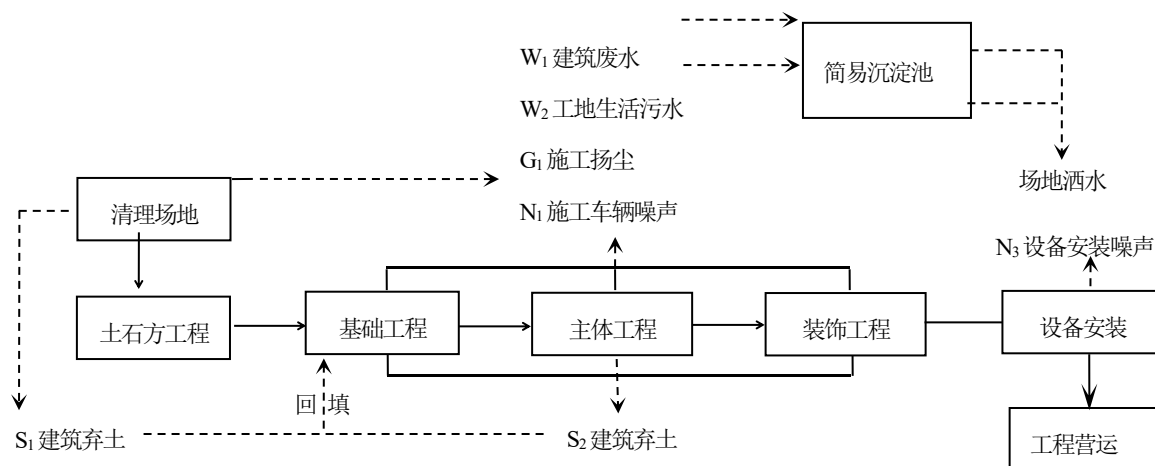 W₁ 建筑废水
简易沉淀池
W₂ 工地生活污水
G₁ 施工扬尘
场地洒水
清理场地
N₁ 施工车辆噪声
N₃ 设备安装噪声
土石方工程
基础工程
主体工程
装饰工程
设备安装
回填
S₁ 建筑弃土
S₂ 建筑弃土
工程营运